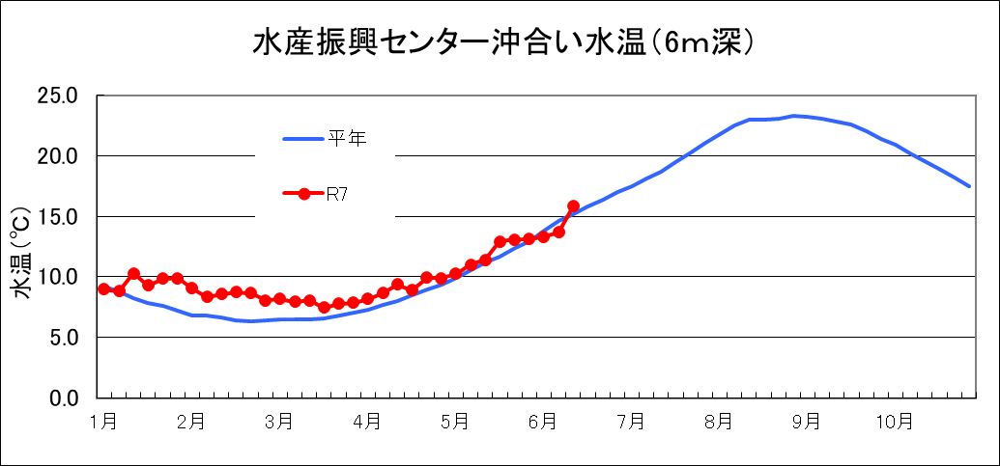 水産振興センター沖合い水温(6m深)
25.0
20.0
15.0
10.0
5.0
0.0
水温(℃)
平年
R7
1月 2月 3月 4月 5月 6月 7月 8月 9月 10月